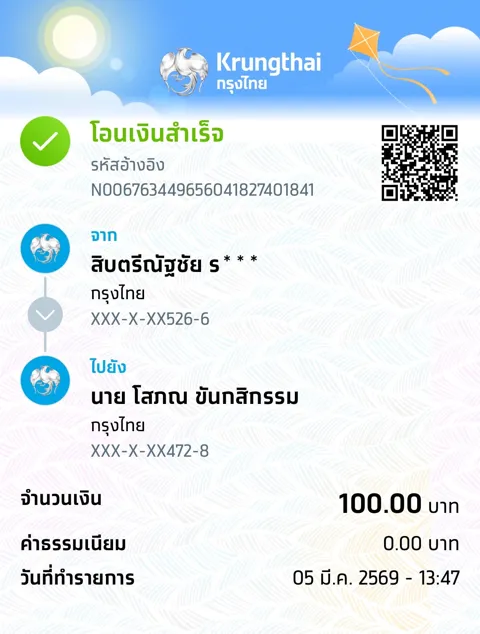 Krungthai
กรุงไทย
โอนเงินสำเร็จ
รหัสอ้างอิง
N00676344965604182740​1841
จาก
สิบตรีณัฐชัย ร***
กรุงไทย
XXX-X-XX526-6
ไปยัง
นาย โสภณ ขันกสิกรรม
กรุงไทย
XXX-X-XX472-8
จำนวนเงิน 100.00 บาท
ค่าธรรมเนียม 0.00 บาท
วันที่ทำรายการ 05 มี.ค. 2569 - 13:47